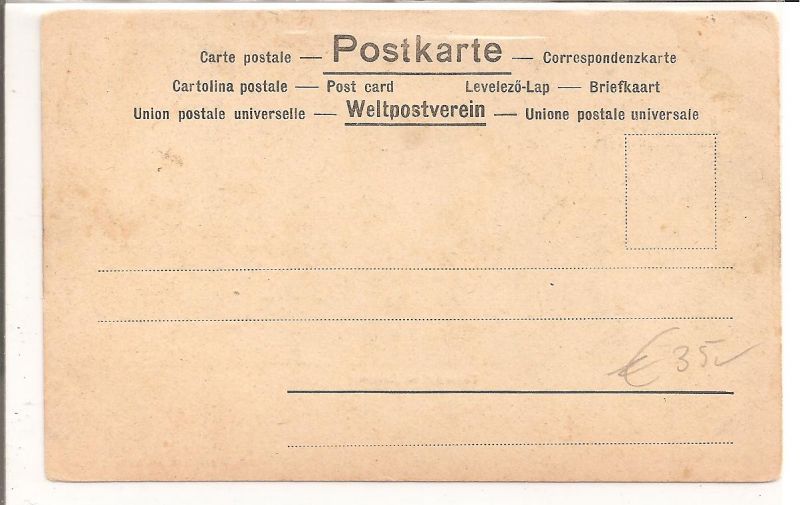 Carte postale — Postkarte — Correspondenzkarte
Cartolina postale — Post card Levelező-Lap — Briefkaart
Union postale universelle — Weltpostverein — Unione postale universale
€ 35,-